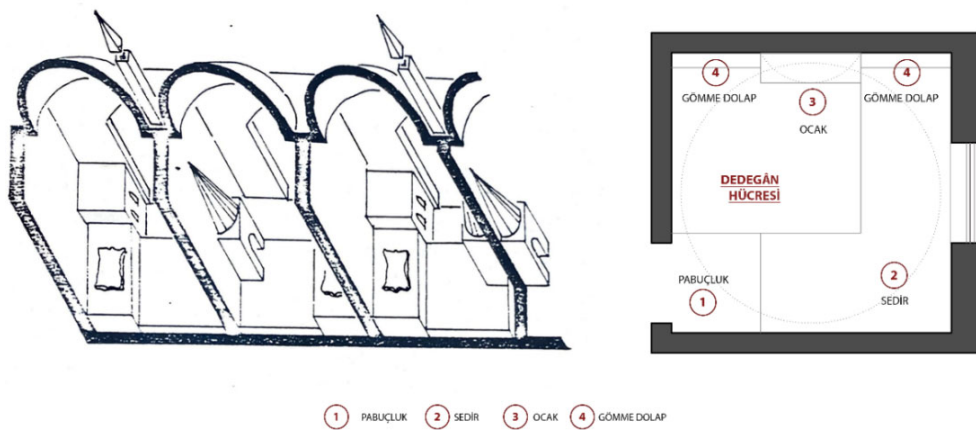 4
GÖMME DOLAP
3
OCAK
4
GÖMME DOLAP
DEDEGÂN
HÜCRESİ
PABUÇLUK
1
2
SEDİR
1 PABUÇLUK 2 SEDİR 3 OCAK 4 GÖMME DOLAP